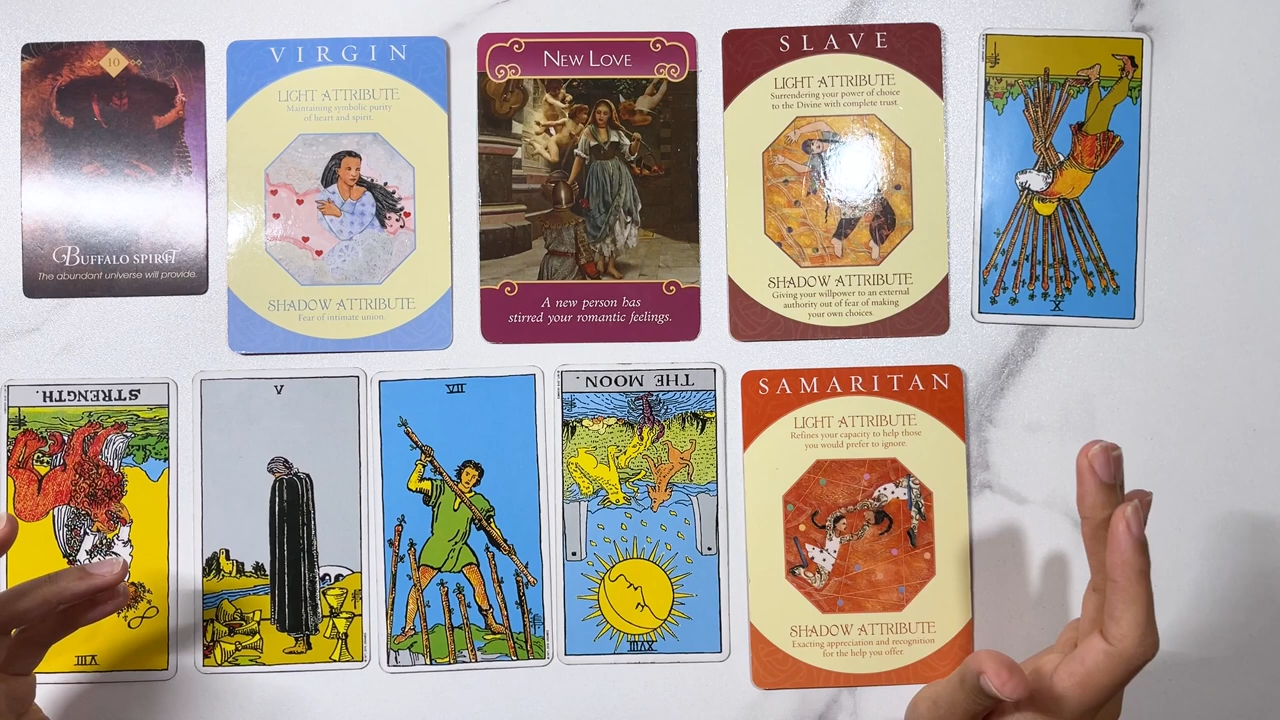 10
BUFFALO SPIRIT
The abundant universe will provide.
VIRGIN
LIGHT ATTRIBUTE
Maintaining symbolic purity
of heart and spirit.
SHADOW ATTRIBUTE
Fear of intimate union.
NEW LOVE
A new person has
stirred your romantic feelings.
SLAVE
LIGHT ATTRIBUTE
Surrendering your power of choice
to the Divine with complete trust.
SHADOW ATTRIBUTE
Giving your willpower to an external
authority out of fear of making
your own choices.
X
STRENGTH.
VIII
V
VII
THE MOON.
XVIII
SAMARITAN
LIGHT ATTRIBUTE
Refines your capacity to help those
you would prefer to ignore.
SHADOW ATTRIBUTE
Exacting appreciation and recognition
for the help you offer.